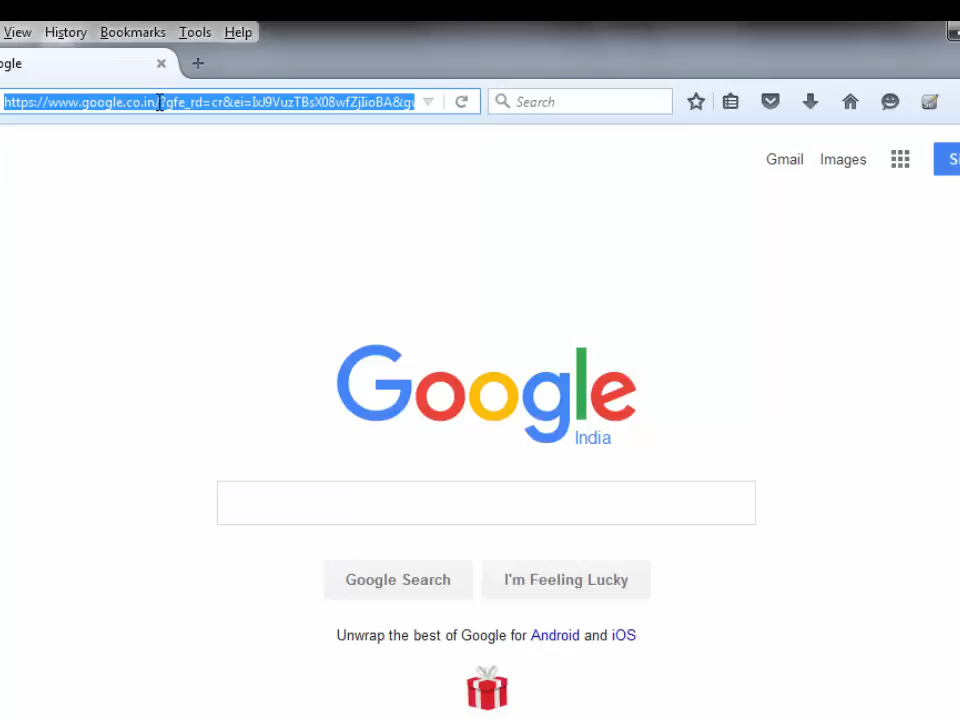 View History Bookmarks Tools Help
ogle
https://www.google.co.in/?gfe_rd=cr&ei=IxJ9VuzTBsX08wfZjIioBA&gw
Search
Gmail Images
Google
India
Google Search I'm Feeling Lucky
Unwrap the best of Google for Android and iOS